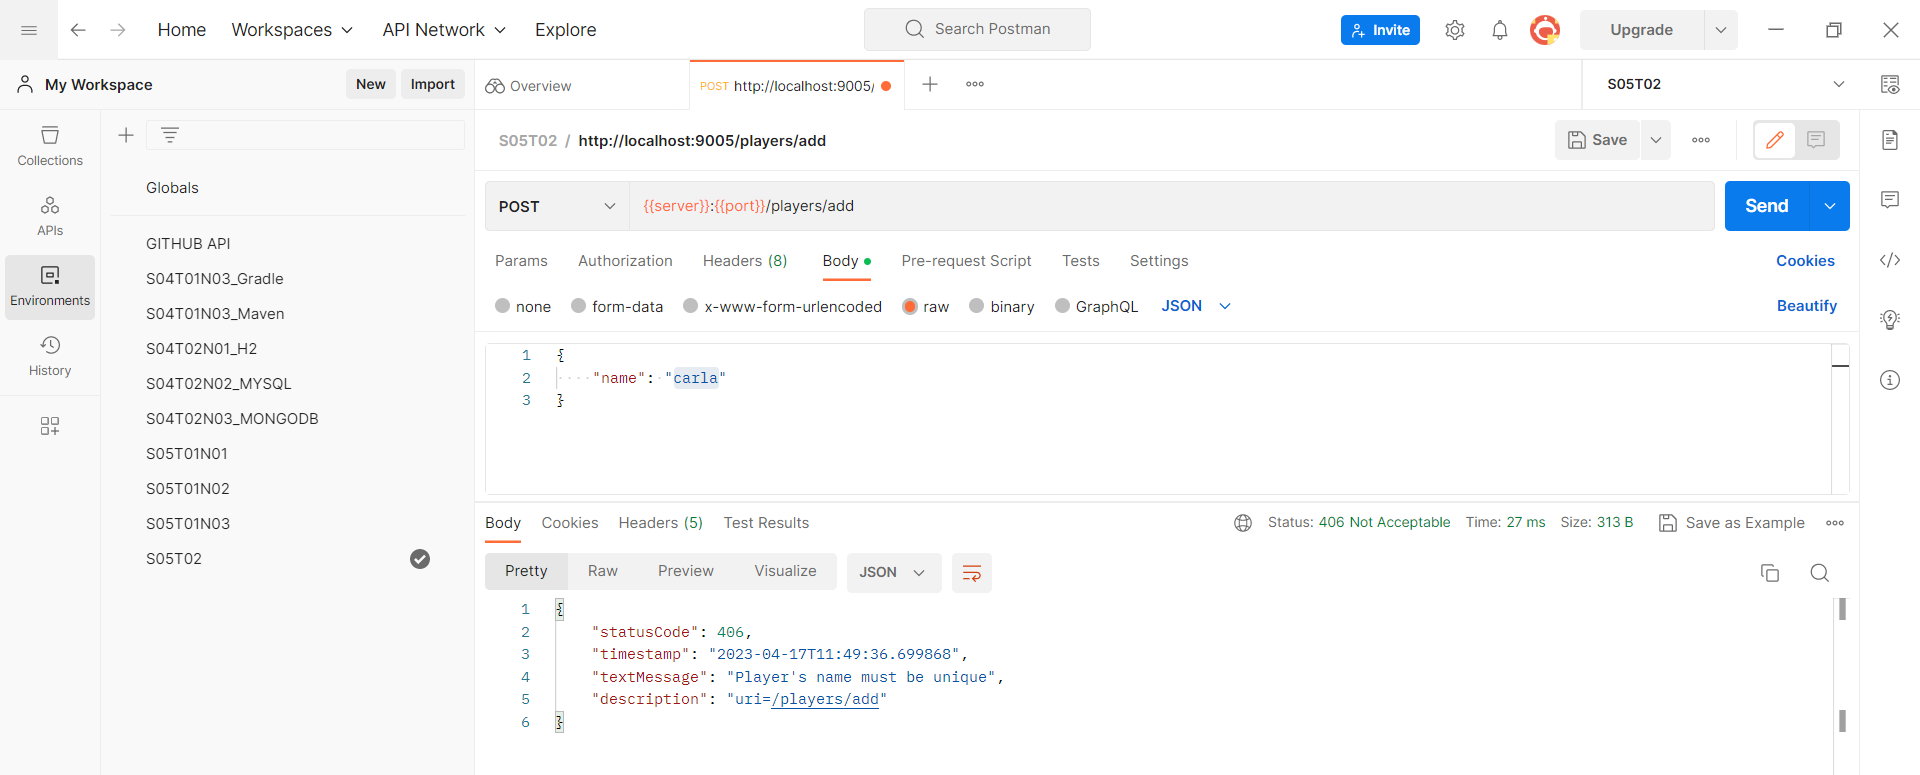 Home Workspaces API Network Explore Search Postman Invite Upgrade
My Workspace New Import Overview POST http://localhost:9005/ S05T02
Collections
APIs
Environments
History
Globals
GITHUB API
S04T01N03_Gradle
S04T01N03_Maven
S04T02N01_H2
S04T02N02_MYSQL
S04T02N03_MONGODB
S05T01N01
S05T01N02
S05T01N03
S05T02
S05T02 / http://localhost:9005/players/add Save
POST {{server}}:{{port}}/players/add Send
Params Authorization Headers (8) Body Pre-request Script Tests Settings Cookies
none form-data x-www-form-urlencoded raw binary GraphQL JSON Beautify
1 {
2 "name": "carla"
3 }
Body Cookies Headers (5) Test Results Status: 406 Not Acceptable Time: 27 ms Size: 313 B Save as Example
Pretty Raw Preview Visualize JSON
1 {
2 "statusCode": 406,
3 "timestamp": "2023-04-17T11:49:36.699868",
4 "textMessage": "Player's name must be unique",
5 "description": "uri=/players/add"
6 }